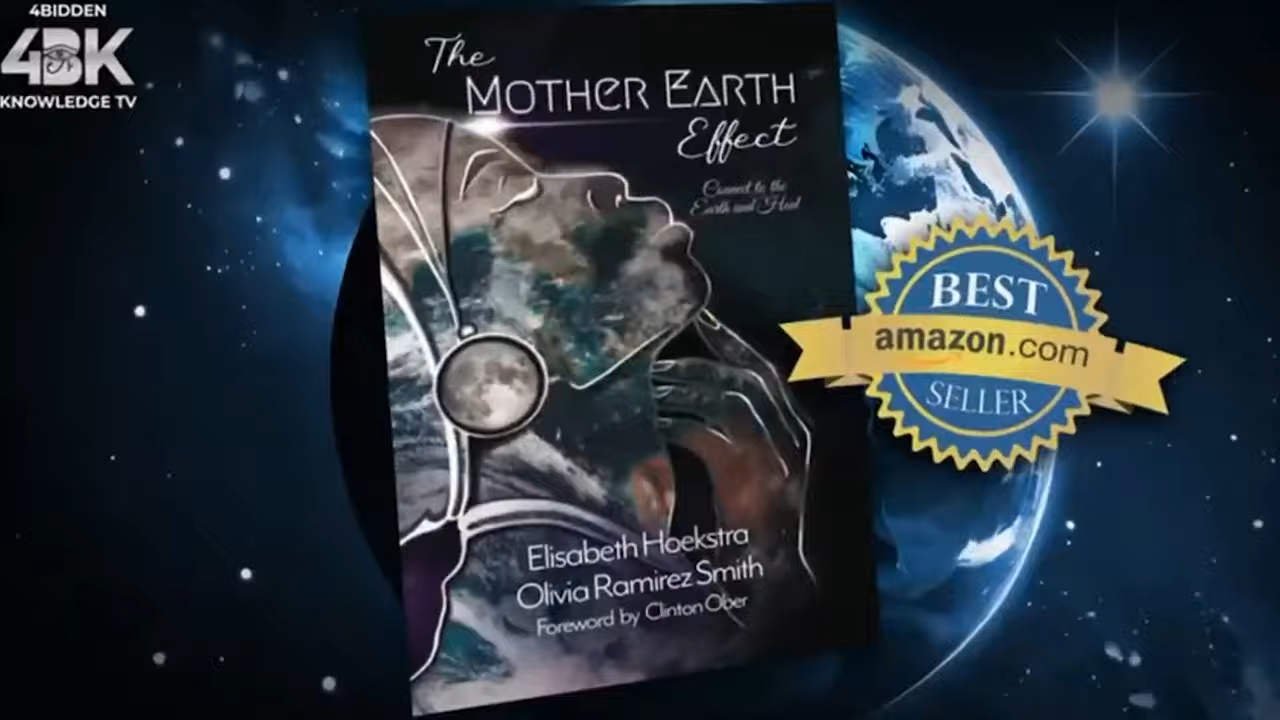 4BIDDEN
4BK
KNOWLEDGE TV
The
MOTHER EARTH
Effect
Connect to the
Earth and Heal
BEST
amazon.com
SELLER
Elisabeth Hoekstra
Olivia Ramirez Smith
Foreword by Clinton Ober